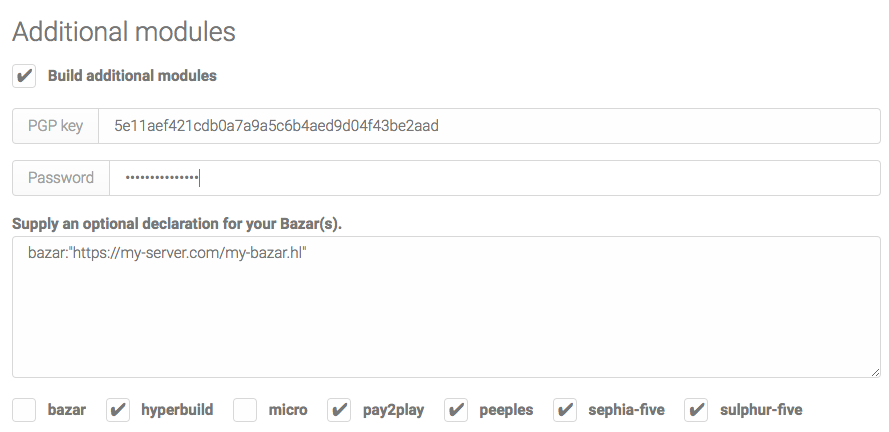 Additional modules
Build additional modules
PGP key 5e11aef421cdb0a7a9a5c6b4aed9d04f43be2aad
Password •••••••••••••••
Supply an optional declaration for your Bazar(s).
bazar:"https://my-server.com/my-bazar.hl"
bazar hyperbuild micro pay2play peeples sephia-five sulphur-five